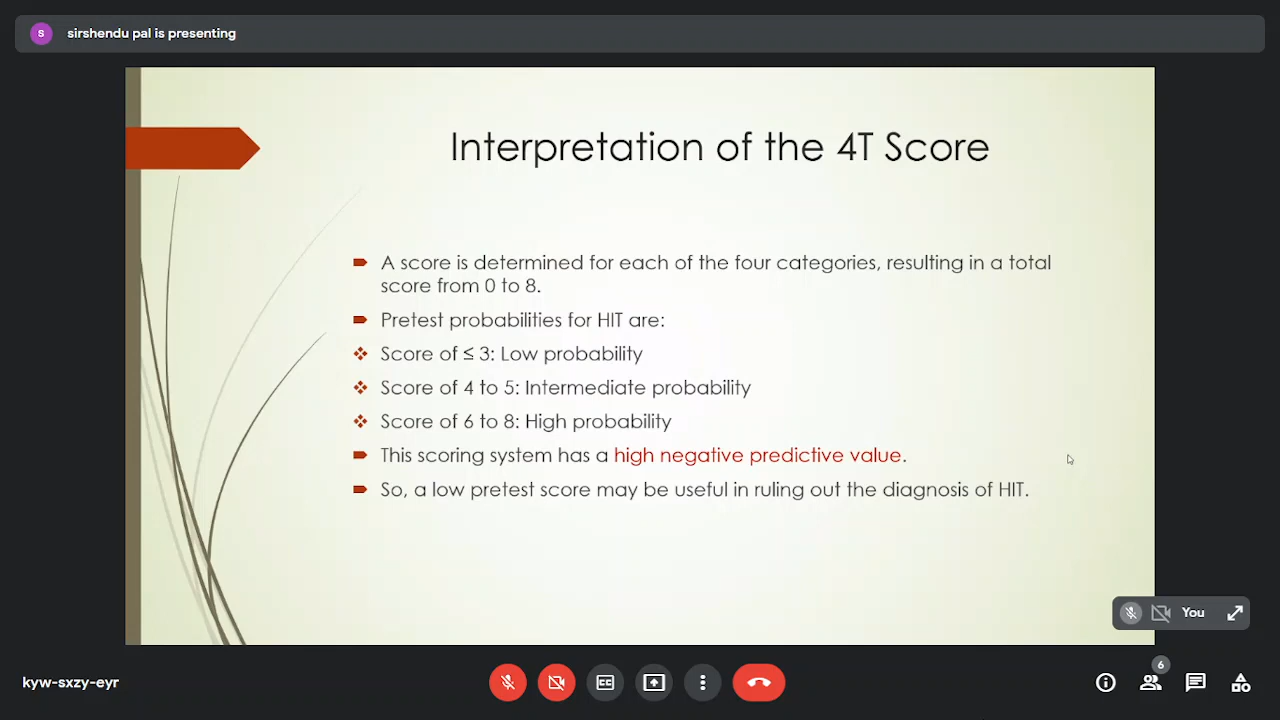 S
sirshendu pal is presenting
Interpretation of the 4T Score
A score is determined for each of the four categories, resulting in a total
score from 0 to 8.
Pretest probabilities for HIT are:
Score of ≤ 3: Low probability
Score of 4 to 5: Intermediate probability
Score of 6 to 8: High probability
This scoring system has a high negative predictive value.
So, a low pretest score may be useful in ruling out the diagnosis of HIT.
You
kyw-sxzy-eyr
CC
6